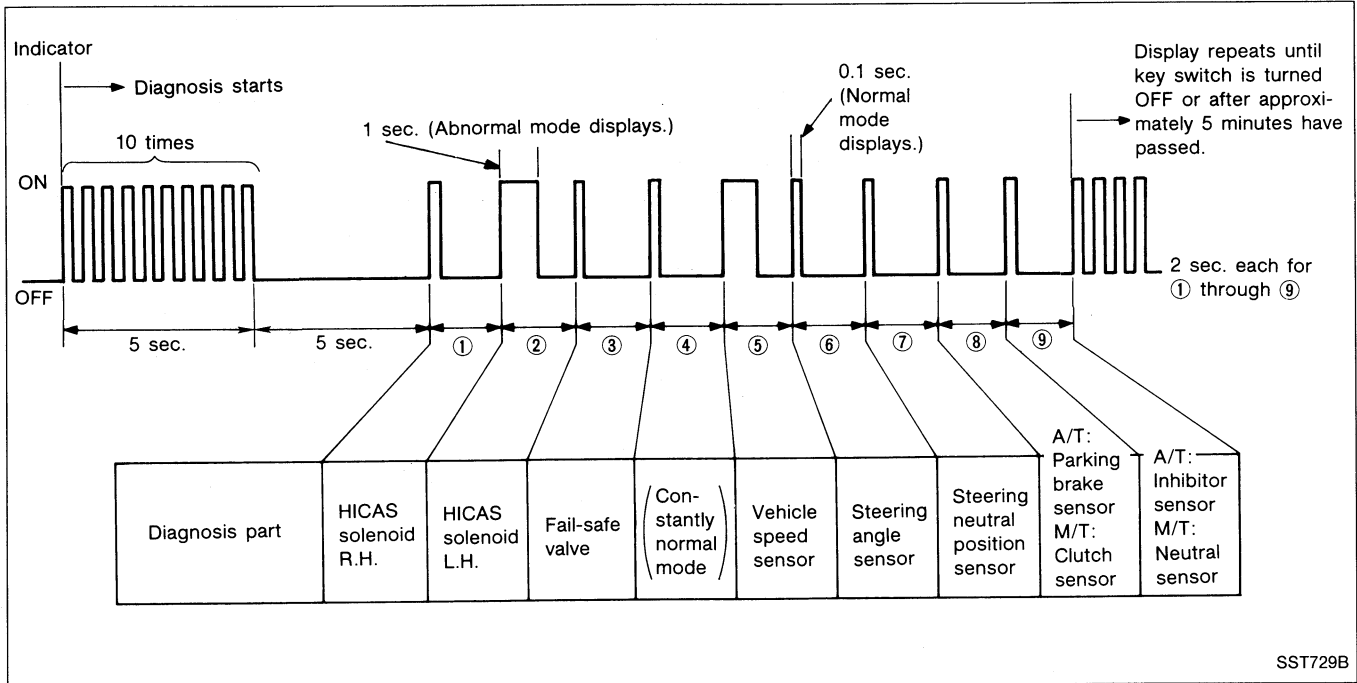 Indicator
Diagnosis starts
10 times
1 sec. (Abnormal mode displays.)
0.1 sec.
(Normal
mode
displays.)
Display repeats until
key switch is turned
OFF or after approxi-
mately 5 minutes have
passed.
ON
OFF
2 sec. each for
① through ⑨
5 sec.
5 sec.
①
②
③
④
⑤
⑥
⑦
⑧
⑨
Diagnosis part
HICAS
solenoid
R.H.
HICAS
solenoid
L.H.
Fail-safe
valve
(Con-
stantly
normal
mode)
Vehicle
speed
sensor
Steering
angle
sensor
Steering
neutral
position
sensor
A/T:
Parking
brake
sensor
M/T:
Clutch
sensor
A/T:
Inhibitor
sensor
M/T:
Neutral
sensor
SST729B